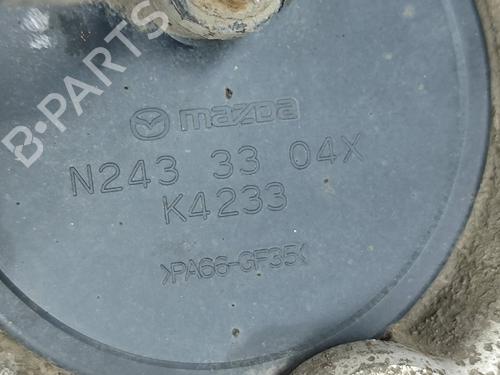 B-PARTS
mazda
N243 33 04X
K4233
>PA66-GF35<